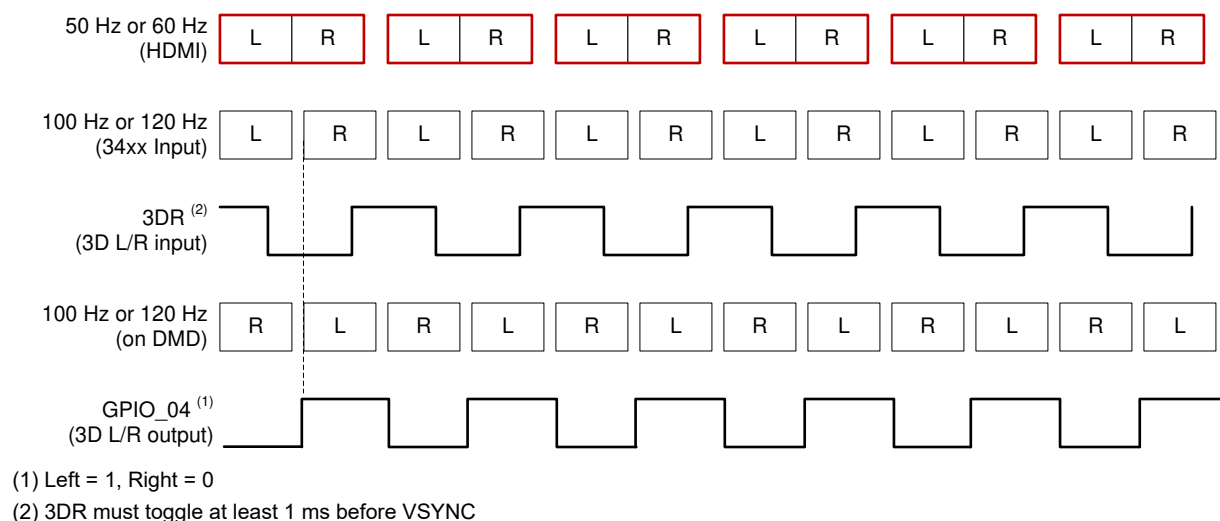 50 Hz or 60 Hz
(HDMI)
L R L R L R L R L R L R
100 Hz or 120 Hz
(34xx Input)
L R L R L R L R L R L R
3DR (2)
(3D L/R input)
100 Hz or 120 Hz
(on DMD)
R L R L R L R L R L R L
GPIO_04 (1)
(3D L/R output)
(1) Left = 1, Right = 0
(2) 3DR must toggle at least 1 ms before VSYNC